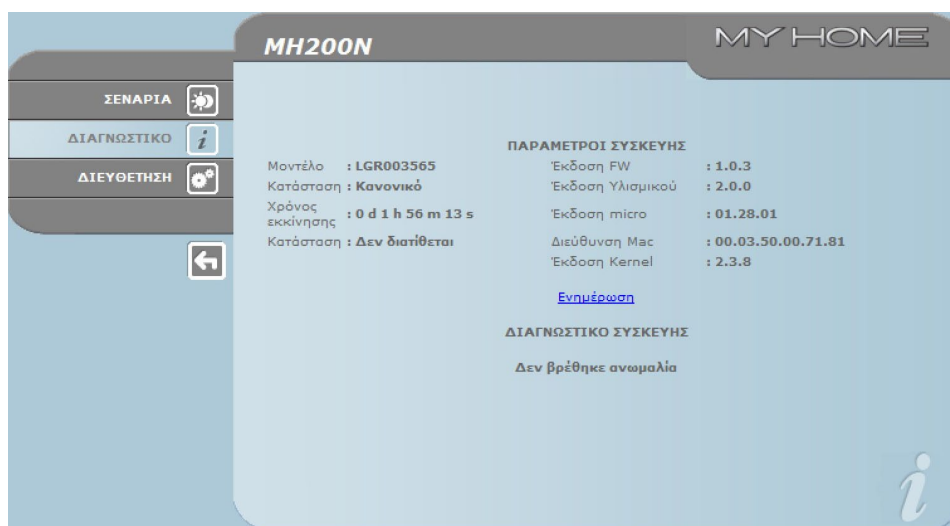 MH200N
MY HOME
ΣΕΝΑΡΙΑ
ΔΙΑΓΝΩΣΤΙΚΟ
ΔΙΕΥΘΕΤΗΣΗ
ΠΑΡΑΜΕΤΡΟΙ ΣΥΣΚΕΥΗΣ
Μοντέλο : LGR003565
Κατάσταση : Κανονικό
Χρόνος εκκίνησης : 0 d 1 h 56 m 13 s
Κατάσταση : Δεν διατίθεται
Έκδοση FW : 1.0.3
Έκδοση Υλισμικού : 2.0.0
Έκδοση micro : 01.28.01
Διεύθυνση Mac : 00.03.50.00.71.81
Έκδοση Kernel : 2.3.8
Ενημέρωση
ΔΙΑΓΝΩΣΤΙΚΟ ΣΥΣΚΕΥΗΣ
Δεν βρέθηκε ανωμαλία